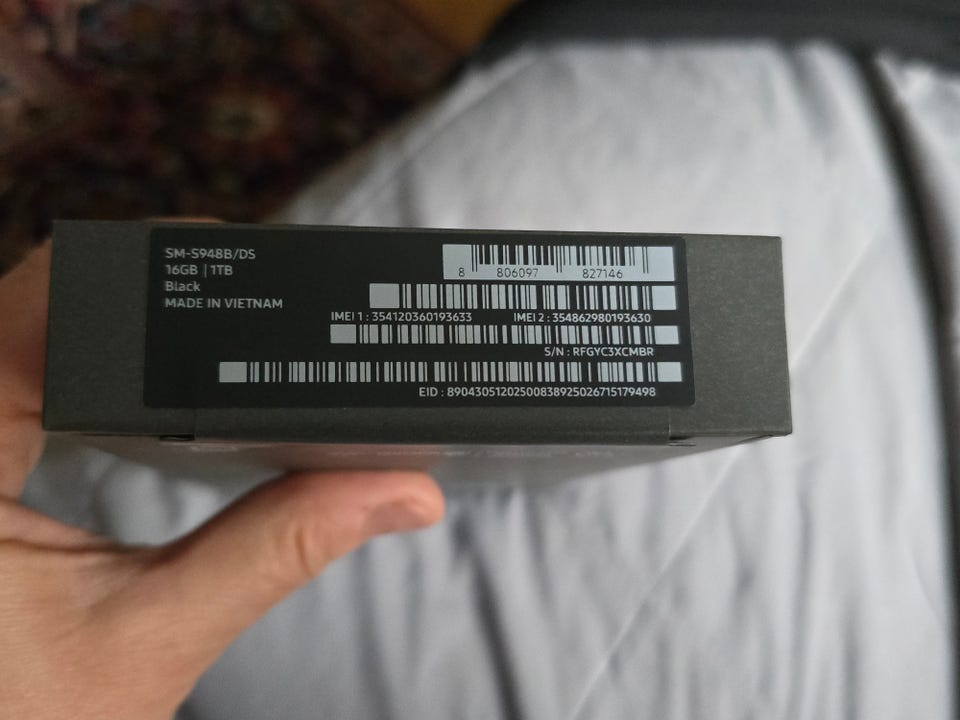 SM-S948B/DS
16GB | 1TB
Black
MADE IN VIETNAM
8 806097 827146
IMEI 1 : 354120360193633 IMEI 2 : 354862980193630
S/N : RFGYC3XCMBR
EID : 89043051202500838925026715179498